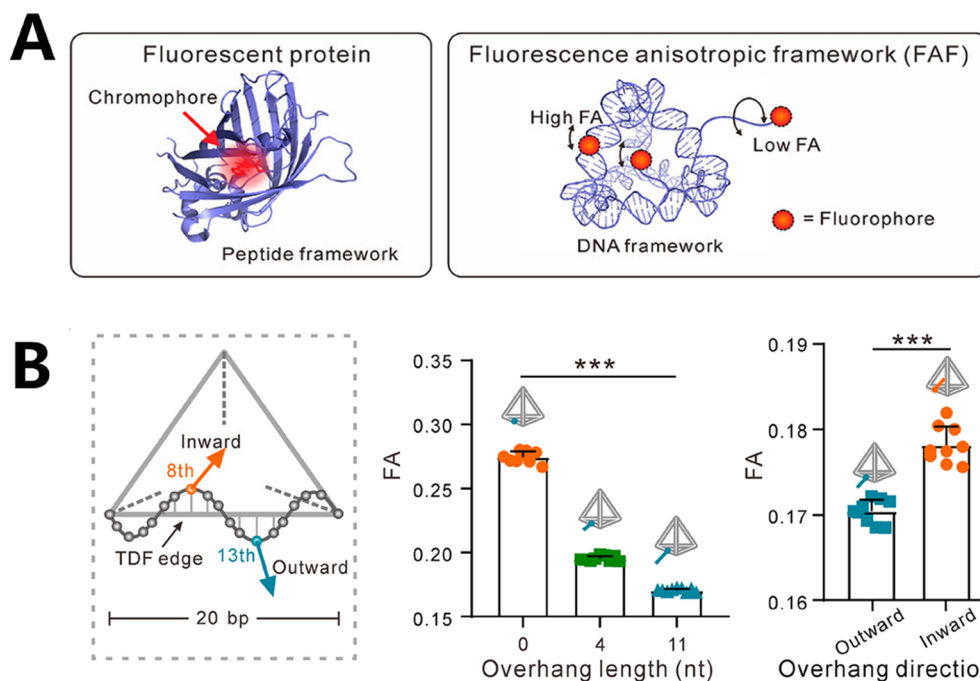 A
Fluorescent protein
Chromophore
Peptide framework
Fluorescence anisotropic framework (FAF)
High FA
Low FA
= Fluorophore
DNA framework
B
Inward
8th
TDF edge
13th
Outward
20 bp
FA
0.35
0.30
0.25
0.20
0.15
***
0
4
11
Overhang length (nt)
FA
0.19
0.18
0.17
0.16
***
Outward
Inward
Overhang directio